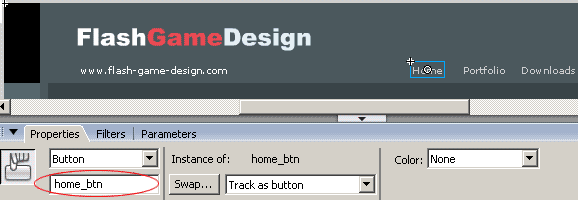 FlashGameDesign
www.flash-game-design.com
Home Portfolio Downloads
Properties Filters Parameters
Button Instance of: home_btn Color: None
home_btn Swap... Track as button